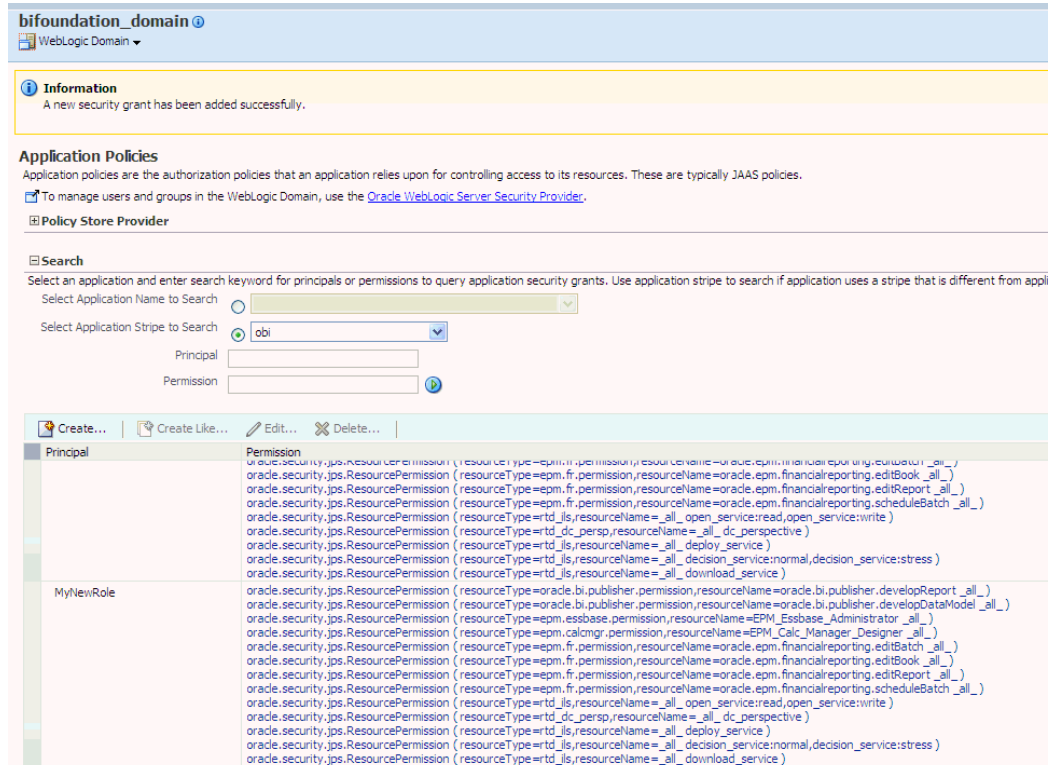 bifoundation_domain
WebLogic Domain
Information
A new security grant has been added successfully.
Application Policies
Application policies are the authorization policies that an application relies upon for controlling access to its resources. These are typically JAAS policies.
To manage users and groups in the WebLogic Domain, use the Oracle WebLogic Server Security Provider.
Policy Store Provider
Search
Select an application and enter search keyword for principals or permissions to query application security grants. Use application stripe to search if application uses a stripe that is different from appli
Select Application Name to Search
Select Application Stripe to Search obi
Principal
Permission
Create... Create Like... Edit... Delete...
Principal Permission
oracle.security.jps.ResourcePermission ( resourceType=epm.fr.permission,resourceName=oracle.epm.financialreporting.editBatch _all_ )
oracle.security.jps.ResourcePermission ( resourceType=epm.fr.permission,resourceName=oracle.epm.financialreporting.editBook _all_ )
oracle.security.jps.ResourcePermission ( resourceType=epm.fr.permission,resourceName=oracle.epm.financialreporting.editReport _all_ )
oracle.security.jps.ResourcePermission ( resourceType=epm.fr.permission,resourceName=oracle.epm.financialreporting.scheduleBatch _all_ )
oracle.security.jps.ResourcePermission ( resourceType=rtd_ils,resourceName=_all_ open_service:read,open_service:write )
oracle.security.jps.ResourcePermission ( resourceType=rtd_dc_persp,resourceName=_all_ dc_perspective )
oracle.security.jps.ResourcePermission ( resourceType=rtd_ils,resourceName=_all_ deploy_service )
oracle.security.jps.ResourcePermission ( resourceType=rtd_ils,resourceName=_all_ decision_service:normal,decision_service:stress )
oracle.security.jps.ResourcePermission ( resourceType=rtd_ils,resourceName=_all_ download_service )
MyNewRole oracle.security.jps.ResourcePermission ( resourceType=oracle.bi.publisher.permission,resourceName=oracle.bi.publisher.developReport _all_ )
oracle.security.jps.ResourcePermission ( resourceType=oracle.bi.publisher.permission,resourceName=oracle.bi.publisher.developDataModel _all_ )
oracle.security.jps.ResourcePermission ( resourceType=epm.essbase.permission,resourceName=EPM_Essbase_Administrator _all_ )
oracle.security.jps.ResourcePermission ( resourceType=epm.calcmgr.permission,resourceName=EPM_Calc_Manager_Designer _all_ )
oracle.security.jps.ResourcePermission ( resourceType=epm.fr.permission,resourceName=oracle.epm.financialreporting.editBatch _all_ )
oracle.security.jps.ResourcePermission ( resourceType=epm.fr.permission,resourceName=oracle.epm.financialreporting.editBook _all_ )
oracle.security.jps.ResourcePermission ( resourceType=epm.fr.permission,resourceName=oracle.epm.financialreporting.editReport _all_ )
oracle.security.jps.ResourcePermission ( resourceType=epm.fr.permission,resourceName=oracle.epm.financialreporting.scheduleBatch _all_ )
oracle.security.jps.ResourcePermission ( resourceType=rtd_ils,resourceName=_all_ open_service:read,open_service:write )
oracle.security.jps.ResourcePermission ( resourceType=rtd_dc_persp,resourceName=_all_ dc_perspective )
oracle.security.jps.ResourcePermission ( resourceType=rtd_ils,resourceName=_all_ deploy_service )
oracle.security.jps.ResourcePermission ( resourceType=rtd_ils,resourceName=_all_ decision_service:normal,decision_service:stress )
oracle.security.jps.ResourcePermission ( resourceType=rtd_ils,resourceName=_all_ download_service )